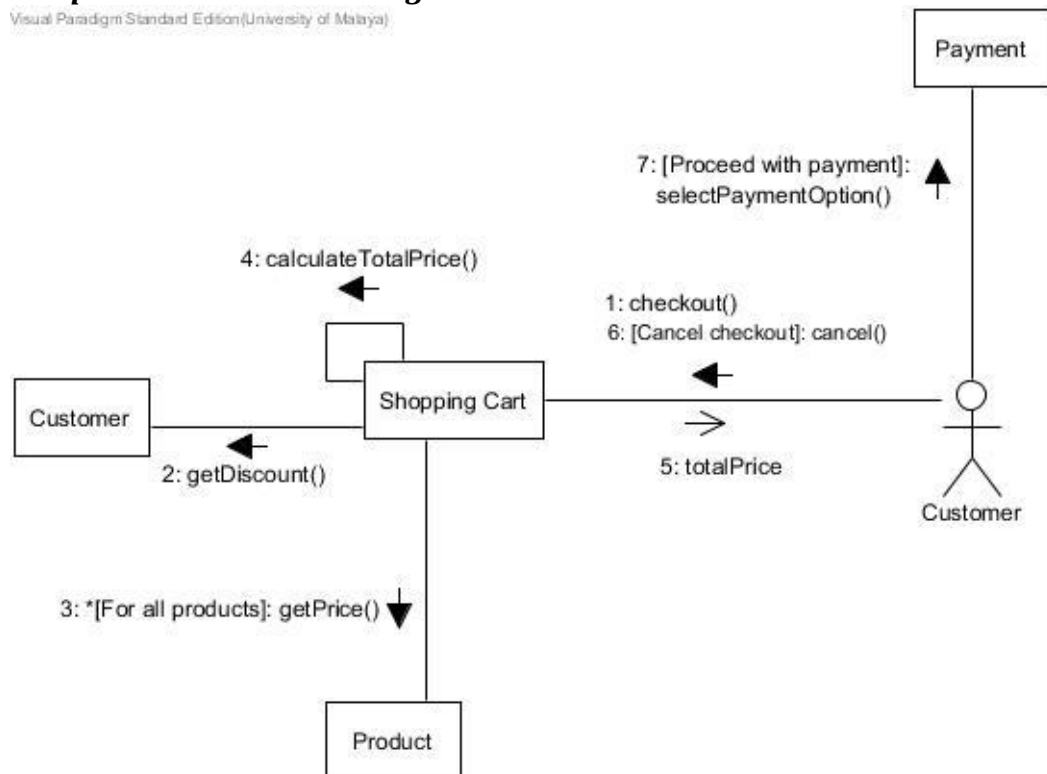 Visual Paradigm Standard Edition(University of Malaya)
Payment
7: [Proceed with payment]:
selectPaymentOption()
4: calculateTotalPrice()
1: checkout()
6: [Cancel checkout]: cancel()
Shopping Cart
Customer
2: getDiscount()
5: totalPrice
Customer
3: *[For all products]: getPrice()
Product